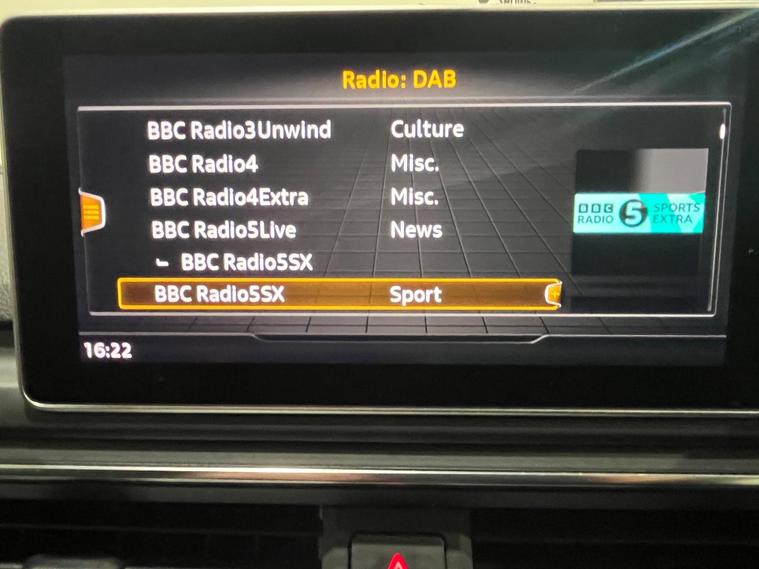 Radio: DAB
BBC Radio3Unwind Culture
BBC Radio4 Misc.
BBC Radio4Extra Misc.
BBC Radio5Live News
BBC Radio5SX
BBC Radio5SX Sport
BBC RADIO 5 SPORTS EXTRA
16:22